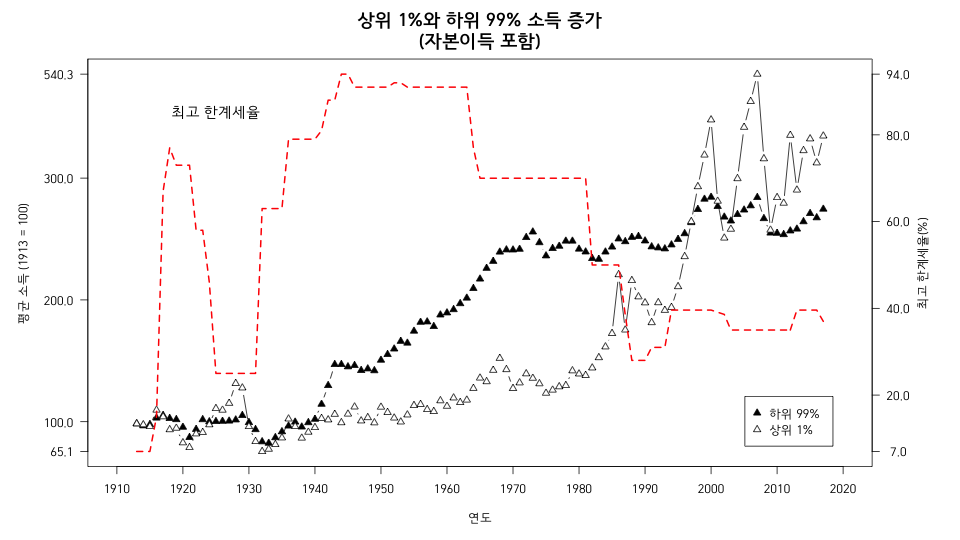 상위 1%와 하위 99% 소득 증가
(자본이득 포함)
540.3
300.0
200.0
100.0
65.1
평균 소득 (1913 = 100)
최고 한계세율
94.0
80.0
60.0
40.0
20.0
7.0
최고 한계세율(%)
하위 99%
상위 1%
1910 1920 1930 1940 1950 1960 1970 1980 1990 2000 2010 2020
연도